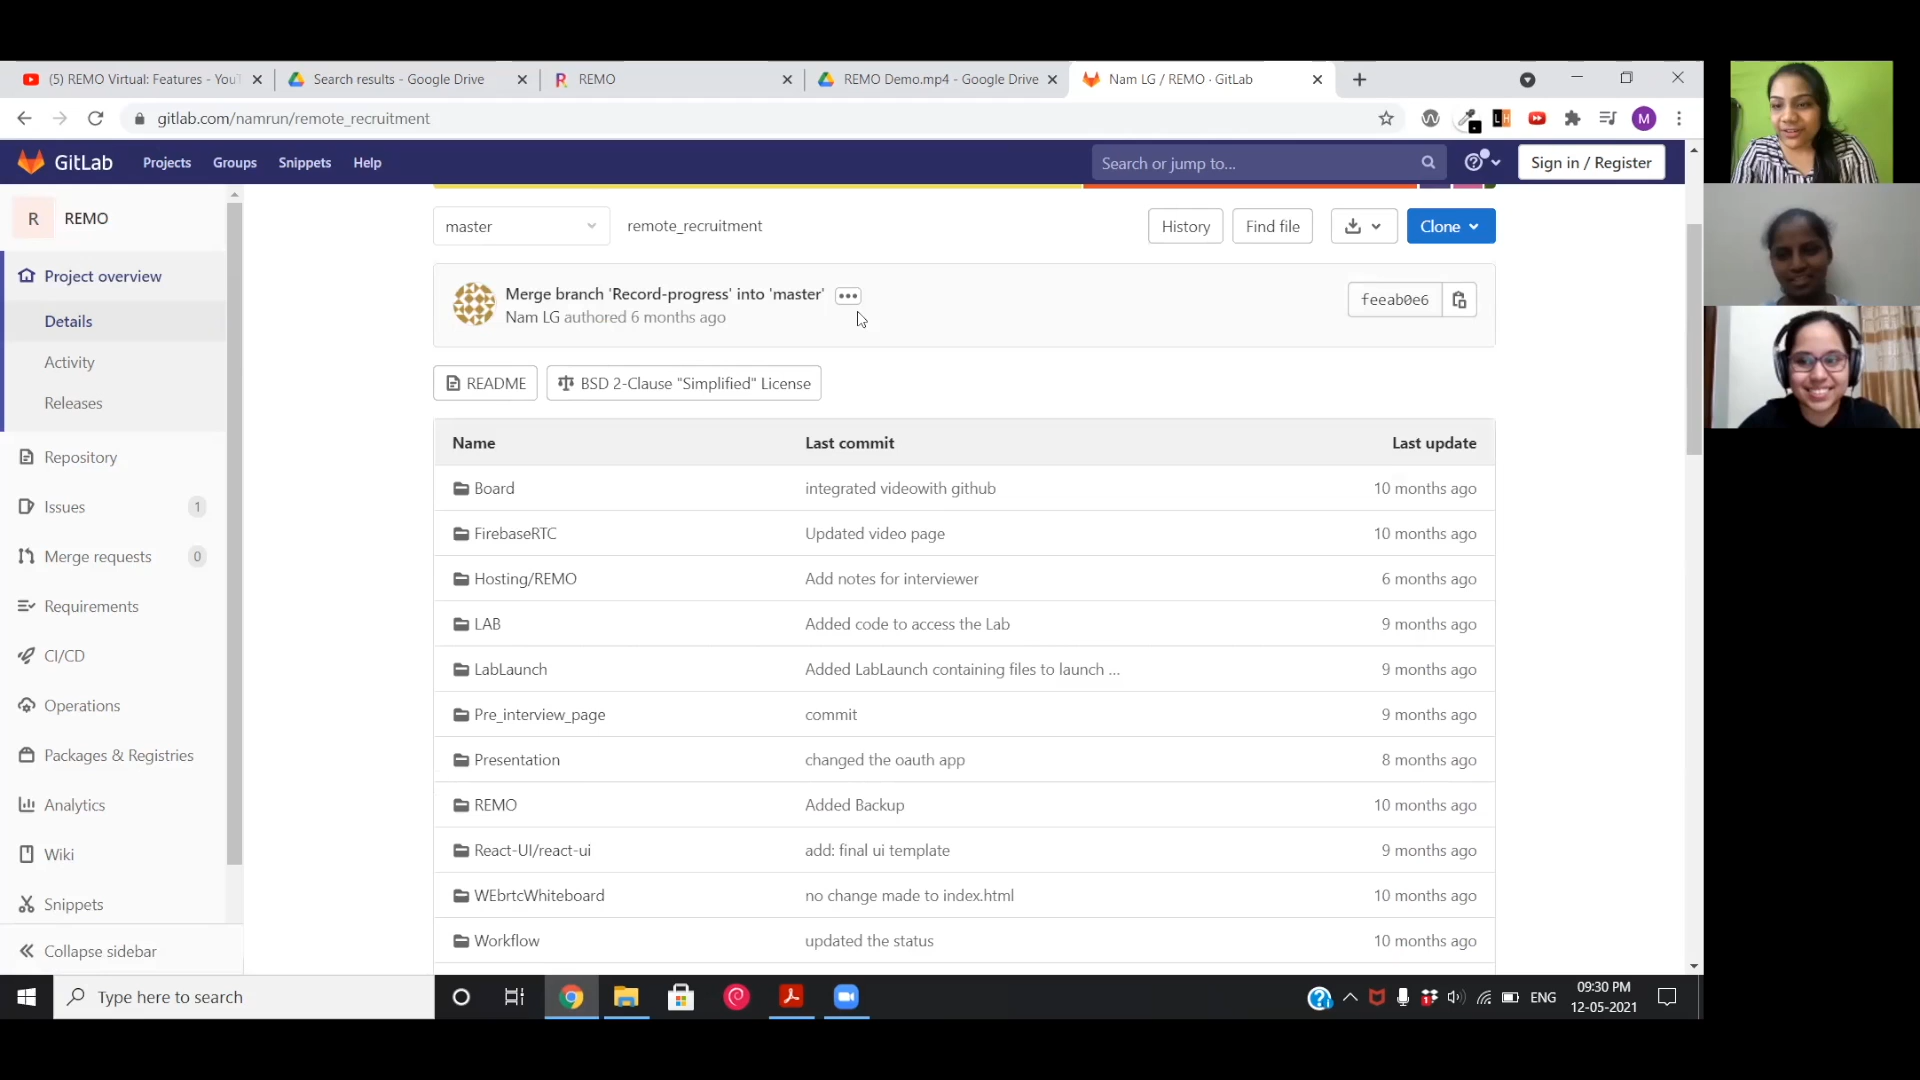 (5) REMO Virtual: Features - YouT
Search results - Google Drive
REMO
REMO Demo.mp4 - Google Drive
Nam LG / REMO · GitLab
gitlab.com/namrun/remote_recruitment
M
GitLab
Projects
Groups
Snippets
Help
Search or jump to...
Sign in / Register
R
REMO
Project overview
Details
Activity
Releases
Repository
Issues
1
Merge requests
0
Requirements
CI/CD
Operations
Packages & Registries
Analytics
Wiki
Snippets
Collapse sidebar
master
remote_recruitment
History
Find file
Clone
Merge branch 'Record-progress' into 'master'
Nam LG authored 6 months ago
feeab0e6
README
BSD 2-Clause "Simplified" License
Name Last commit Last update
Board integrated videowith github 10 months ago
FirebaseRTC Updated video page 10 months ago
Hosting/REMO Add notes for interviewer 6 months ago
LAB Added code to access the Lab 9 months ago
LabLaunch Added LabLaunch containing files to launch ... 9 months ago
Pre_interview_page commit 9 months ago
Presentation changed the oauth app 8 months ago
REMO Added Backup 10 months ago
React-UI/react-ui add: final ui template 9 months ago
WEbrtcWhiteboard no change made to index.html 10 months ago
Workflow updated the status 10 months ago
Type here to search
ENG
09:30 PM
12-05-2021